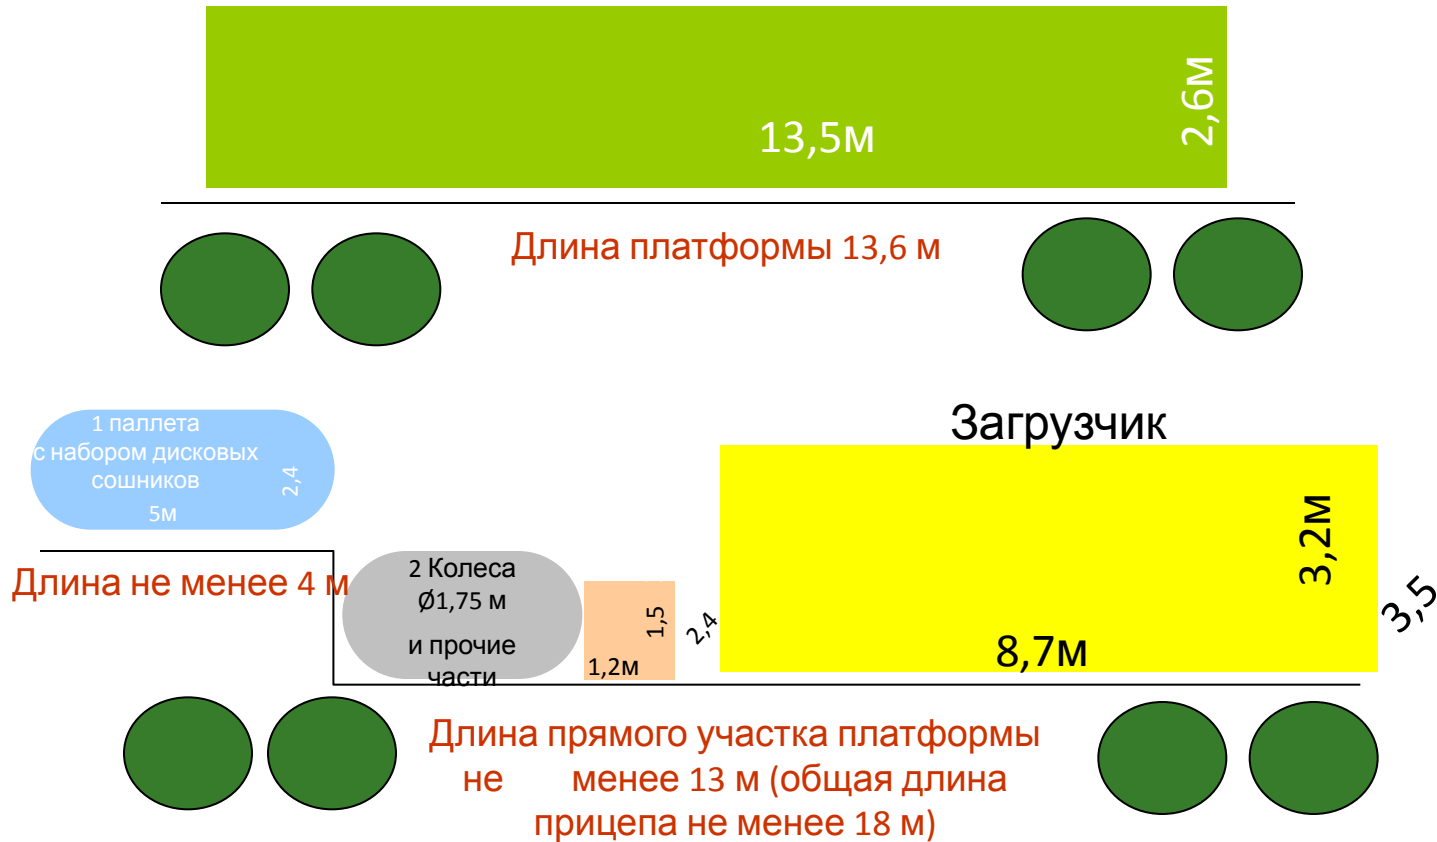 2,6м
13,5м
Длина платформы 13,6 м
Загрузчик
1 паллета
с набором дисковых
сошников
2,4
5м
Длина не менее 4 м
2 Колеса
Ø1,75 м
и прочие
части
1,5
1,2м
2,4
3,2м
8,7м
3,5
Длина прямого участка платформы
не менее 13 м (общая длина
прицепа не менее 18 м)